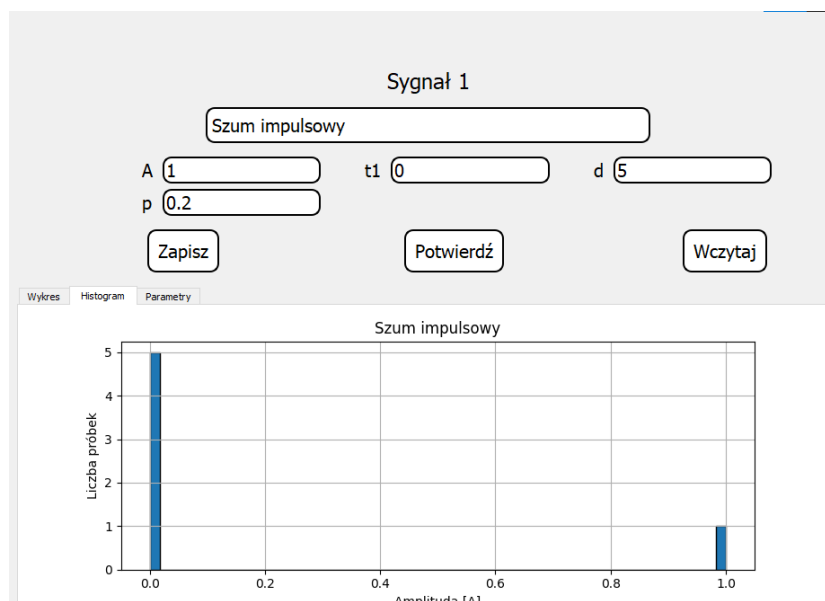 Sygnał 1
Szum impulsowy
A 1 t1 0 d 5
p 0.2
Zapisz Potwierdź Wczytaj
Wykres Histogram Parametry
Szum impulsowy
5
4
3
2
1
0
Liczba próbek
0.0 0.2 0.4 0.6 0.8 1.0
Amplituda [A]